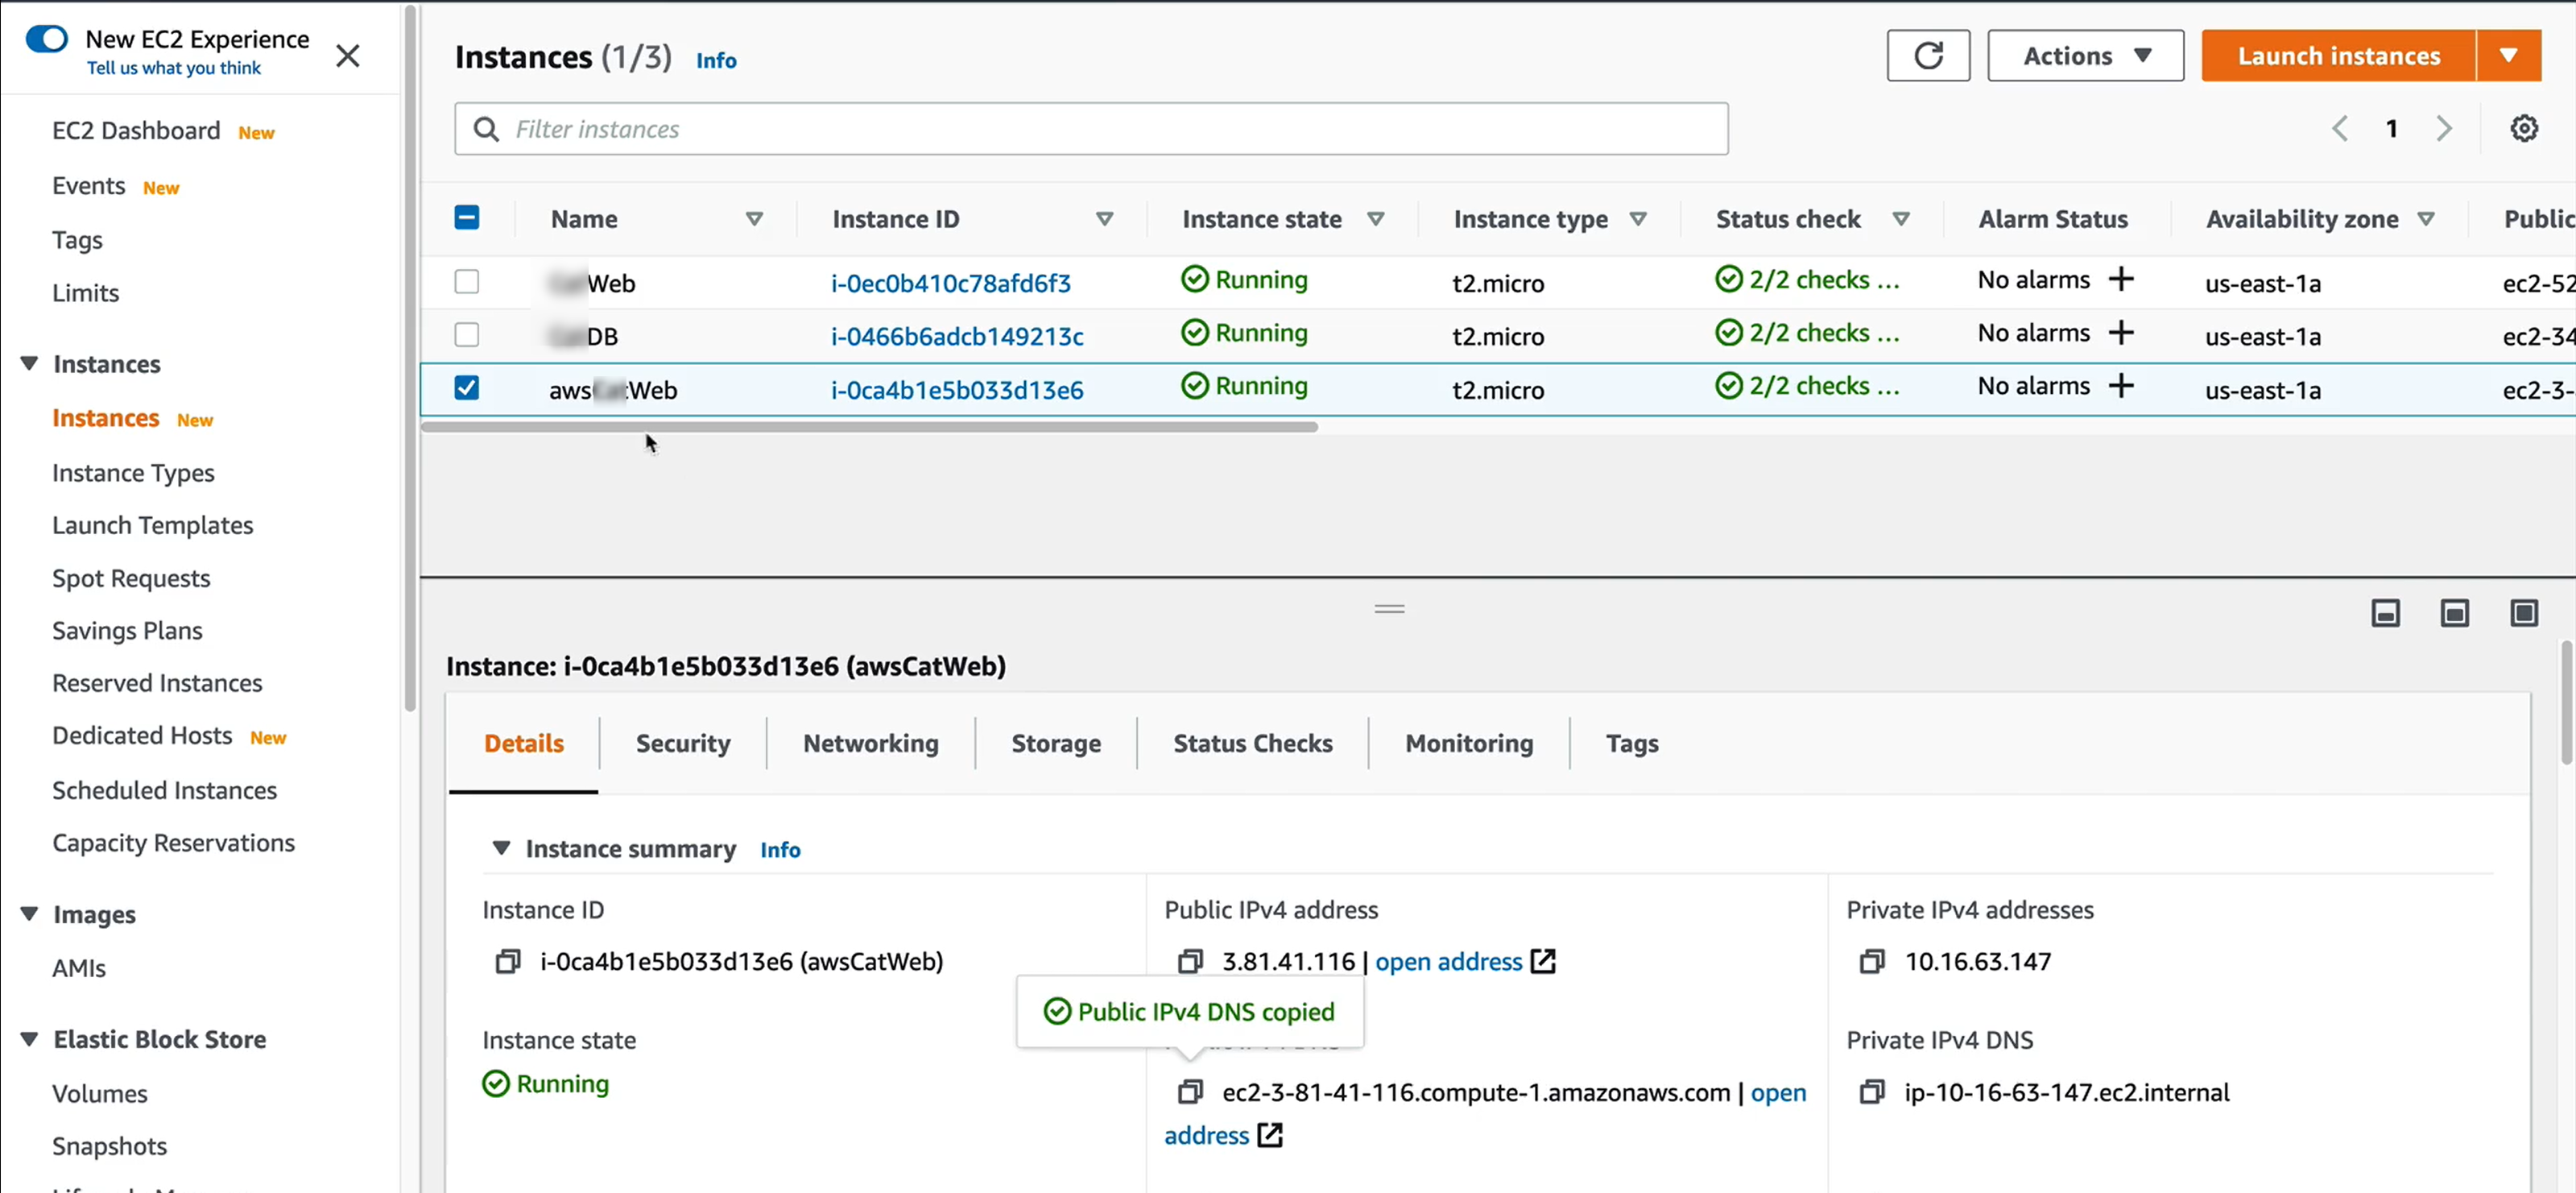 New EC2 Experience
Tell us what you think
EC2 Dashboard New
Events New
Tags
Limits
Instances
Instances New
Instance Types
Launch Templates
Spot Requests
Savings Plans
Reserved Instances
Dedicated Hosts New
Scheduled Instances
Capacity Reservations
Images
AMIs
Elastic Block Store
Volumes
Snapshots
Instances (1/3) Info
Actions
Launch instances
Filter instances
1
Name Instance ID Instance state Instance type Status check Alarm Status Availability zone Public
Web i-0ec0b410c78afd6f3 Running t2.micro 2/2 checks ... No alarms + us-east-1a ec2-52
DB i-0466b6adcb149213c Running t2.micro 2/2 checks ... No alarms + us-east-1a ec2-34
aws Web i-0ca4b1e5b033d13e6 Running t2.micro 2/2 checks ... No alarms + us-east-1a ec2-3-
Instance: i-0ca4b1e5b033d13e6 (awsCatWeb)
Details Security Networking Storage Status Checks Monitoring Tags
Instance summary Info
Instance ID
i-0ca4b1e5b033d13e6 (awsCatWeb)
Instance state
Running
Public IPv4 address
3.81.41.116 | open address
Public IPv4 DNS copied
ec2-3-81-41-116.compute-1.amazonaws.com | open
address
Private IPv4 addresses
10.16.63.147
Private IPv4 DNS
ip-10-16-63-147.ec2.internal